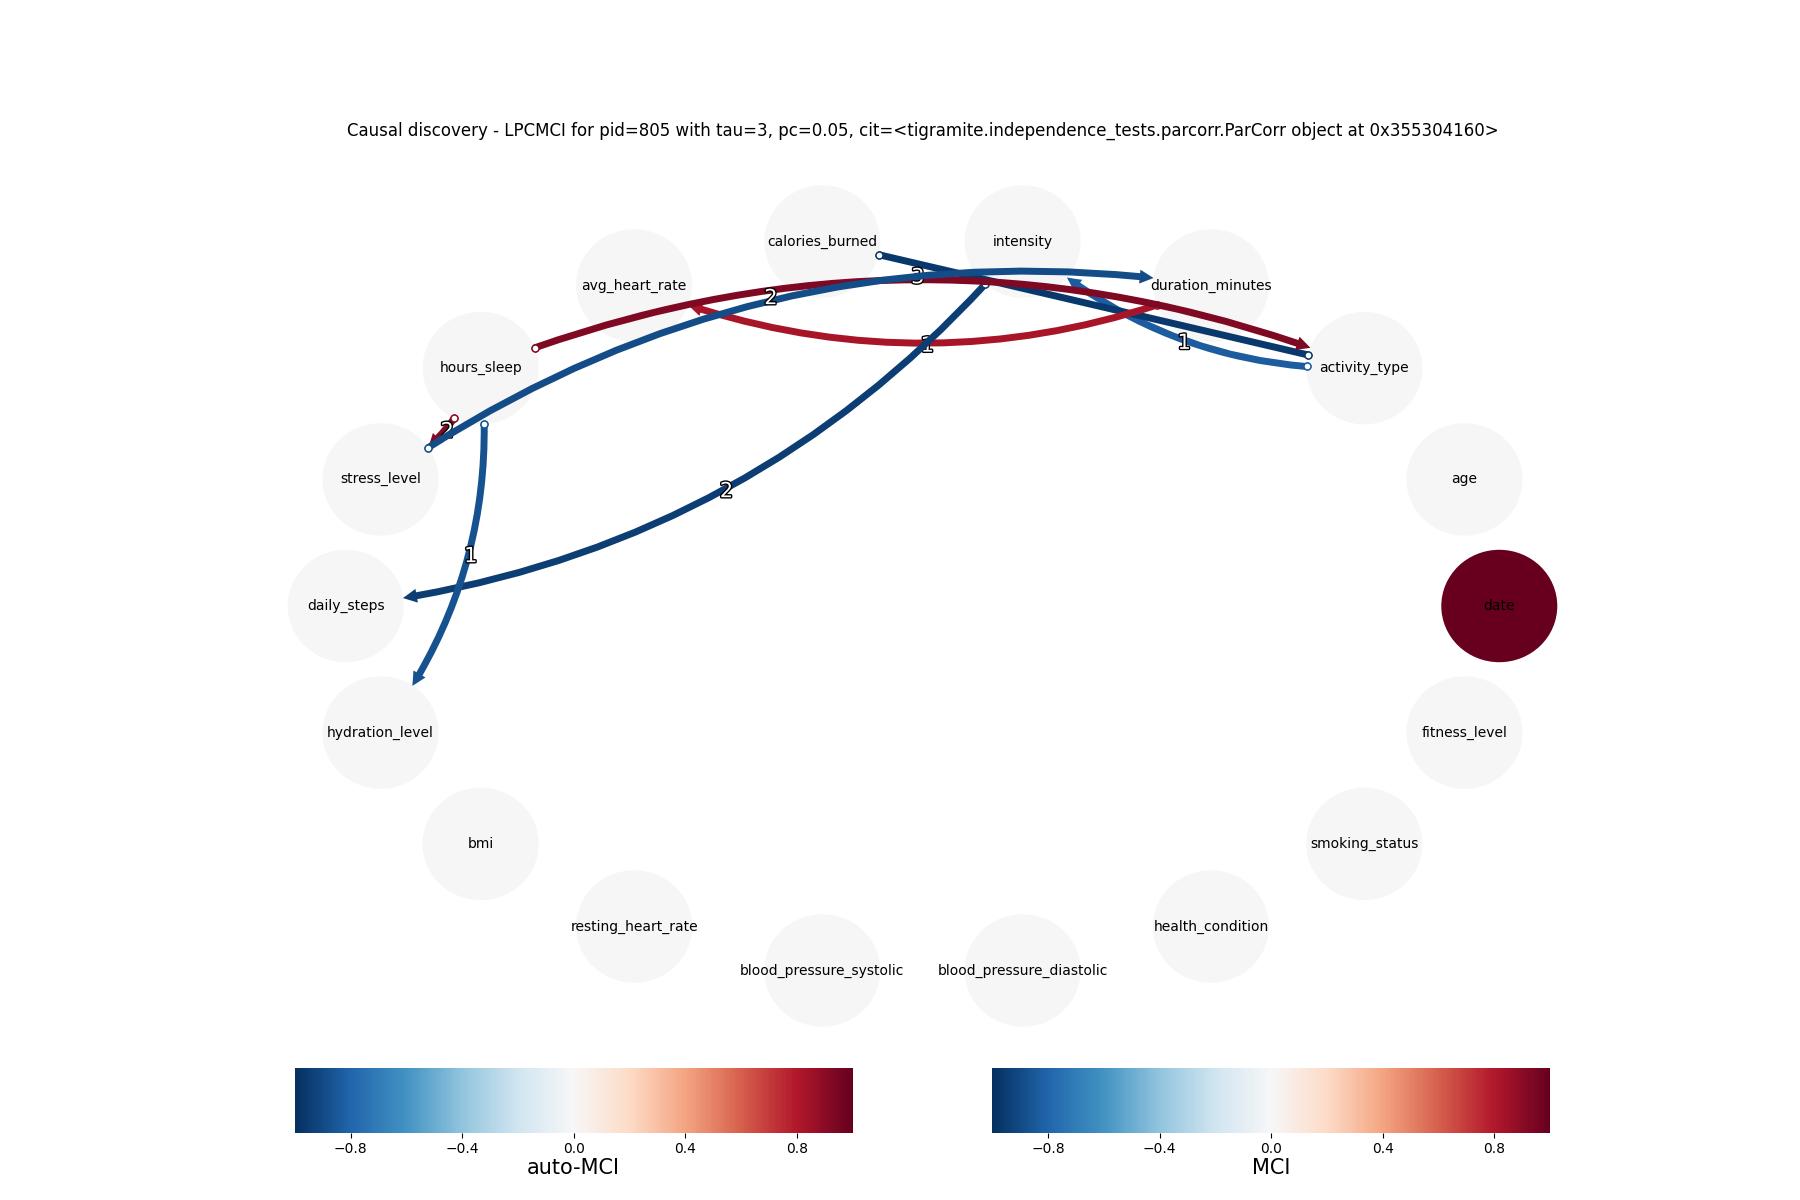 Causal discovery - LPCMCI for pid=805 with tau=3, pc=0.05, cit=<tigramite.independence_tests.parcorr.ParCorr object at 0x355304160>
calories_burned
intensity
avg_heart_rate
duration_minutes
3
2
1
1
hours_sleep
activity_type
2
stress_level
age
2
1
daily_steps
date
hydration_level
fitness_level
bmi
smoking_status
resting_heart_rate
health_condition
blood_pressure_systolic
blood_pressure_diastolic
−0.8 −0.4 0.0 0.4 0.8
auto-MCI
−0.8 −0.4 0.0 0.4 0.8
MCI